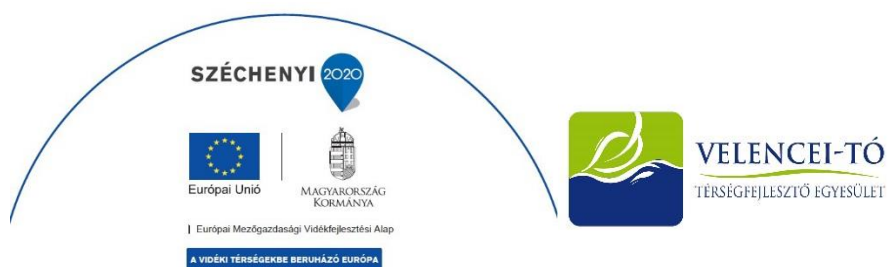 SZÉCHENYI 2020
Európai Unió
MAGYARORSZÁG
KORMÁNYA
Európai Mezőgazdasági Vidékfejlesztési Alap
A VIDÉKI TÉRSÉGEKBE BERUHÁZÓ EURÓPA
VELENCEI-TÓ
TÉRSÉGFEJLESZTŐ EGYESÜLET